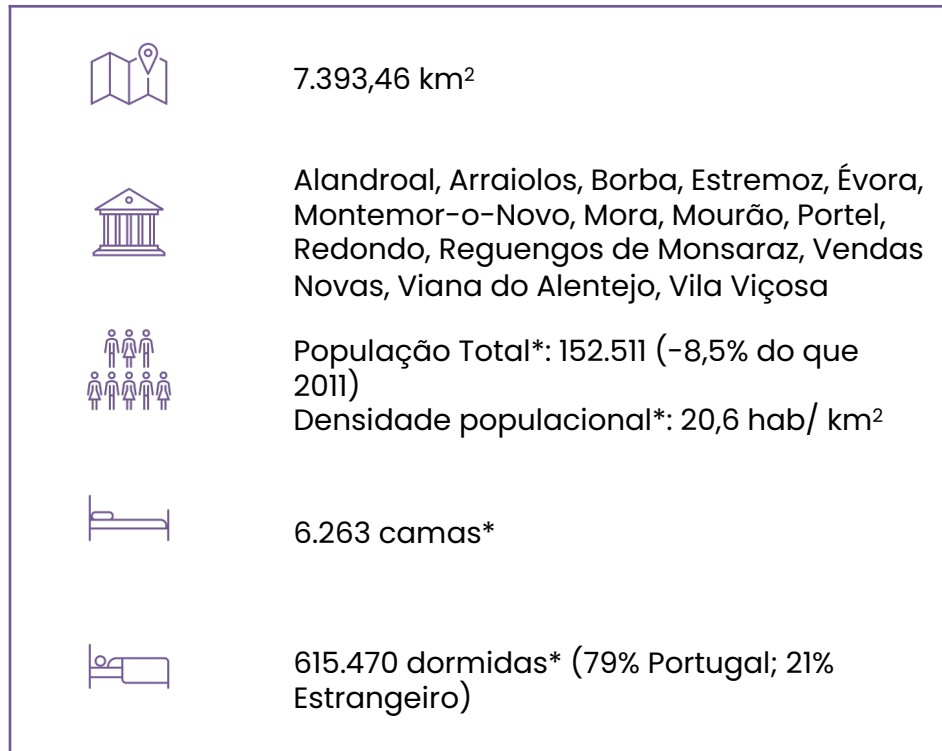 7.393,46 km²
Alandroal, Arraiolos, Borba, Estremoz, Évora,
Montemor-o-Novo, Mora, Mourão, Portel,
Redondo, Reguengos de Monsaraz, Vendas
Novas, Viana do Alentejo, Vila Viçosa
População Total*: 152.511 (-8,5% do que
2011)
Densidade populacional*: 20,6 hab/ km²
6.263 camas*
615.470 dormidas* (79% Portugal; 21%
Estrangeiro)